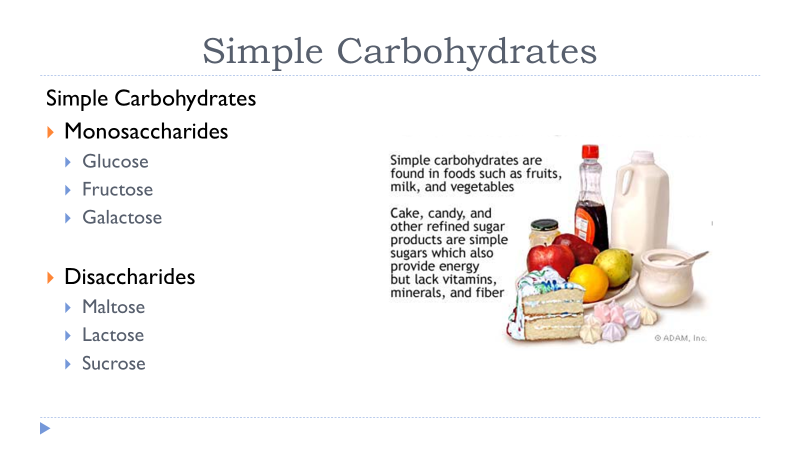 Simple Carbohydrates
Simple Carbohydrates
Monosaccharides
Glucose
Fructose
Galactose
Disaccharides
Maltose
Lactose
Sucrose
Simple carbohydrates are
found in foods such as fruits,
milk, and vegetables
Cake, candy, and
other refined sugar
products are simple
sugars which also
provide energy
but lack vitamins,
minerals, and fiber
© ADAM, Inc.